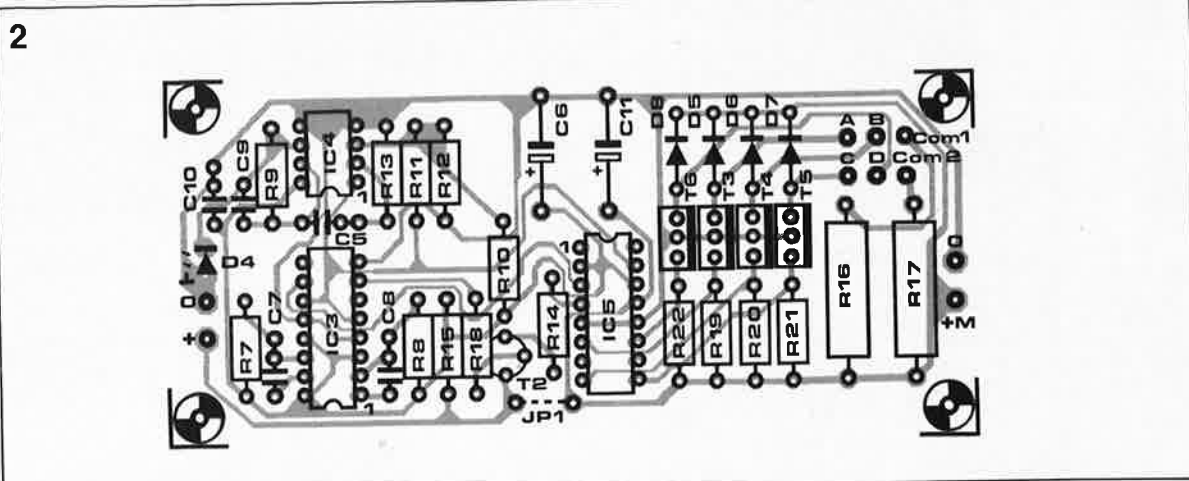 2
C10
C9
R9
IC4
1
R13
R11
R12
C6
C11
D8
D5
D6
D7
A
B
Com1
C
D
Com2
T6
T3
T4
T5
C5
D4
0
+
R7
C7
IC3
1
C8
R8
R15
R18
R10
R14
T2
JP1
1
IC5
+
+
R22
R19
R20
R21
R16
R17
0
+M